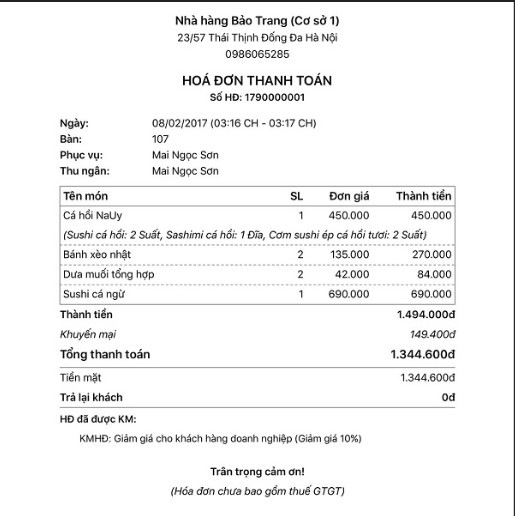 Nhà hàng Bảo Trang (Cơ sở 1)
23/57 Thái Thịnh Đống Đa Hà Nội
0986065285
HOÁ ĐƠN THANH TOÁN
Số HĐ: 1790000001
Ngày: 08/02/2017 (03:16 CH - 03:17 CH)
Bàn: 107
Phục vụ: Mai Ngọc Sơn
Thu ngân: Mai Ngọc Sơn
Tên món SL Đơn giá Thành tiền
Cá hồi NaUy 1 450.000 450.000
(Sushi cá hồi: 2 Suất, Sashimi cá hồi: 1 Đĩa, Cơm sushi ép cá hồi tươi: 2 Suất)
Bánh xèo nhật 2 135.000 270.000
Dưa muối tổng hợp 2 42.000 84.000
Sushi cá ngừ 1 690.000 690.000
Thành tiền 1.494.000đ
Khuyến mại 149.400đ
Tổng thanh toán 1.344.600đ
Tiền mặt 1.344.600đ
Trả lại khách 0đ
HĐ đã được KM:
KMHĐ: Giảm giá cho khách hàng doanh nghiệp (Giảm giá 10%)
Trân trọng cảm ơn!
(Hóa đơn chưa bao gồm thuế GTGT)